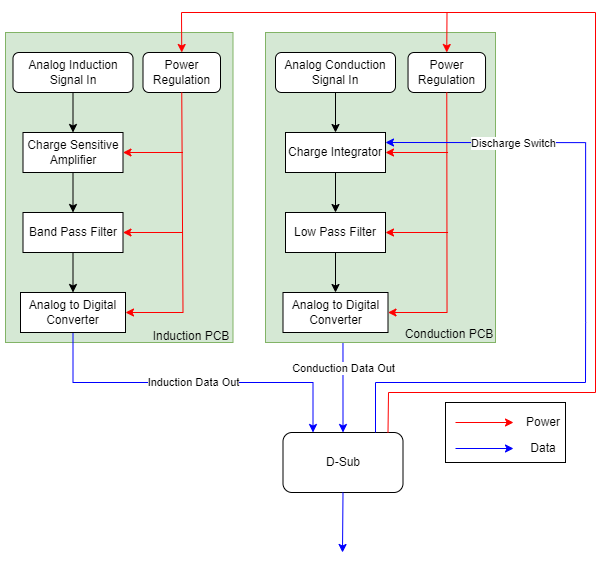 Analog Induction
Signal In
Power
Regulation
Charge Sensitive
Amplifier
Band Pass Filter
Analog to Digital
Converter
Induction PCB
Analog Conduction
Signal In
Power
Regulation
Charge Integrator
Discharge Switch
Low Pass Filter
Analog to Digital
Converter
Conduction PCB
Induction Data Out
Conduction Data Out
D-Sub
Power
Data